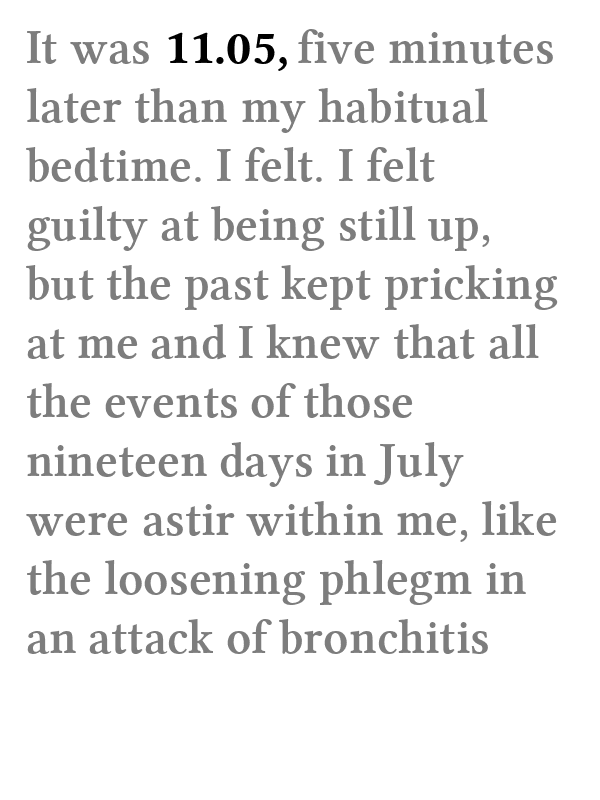 It was 11.05, five minutes
later than my habitual
bedtime. I felt. I felt
guilty at being still up,
but the past kept pricking
at me and I knew that all
the events of those
nineteen days in July
were astir within me, like
the loosening phlegm in
an attack of bronchitis